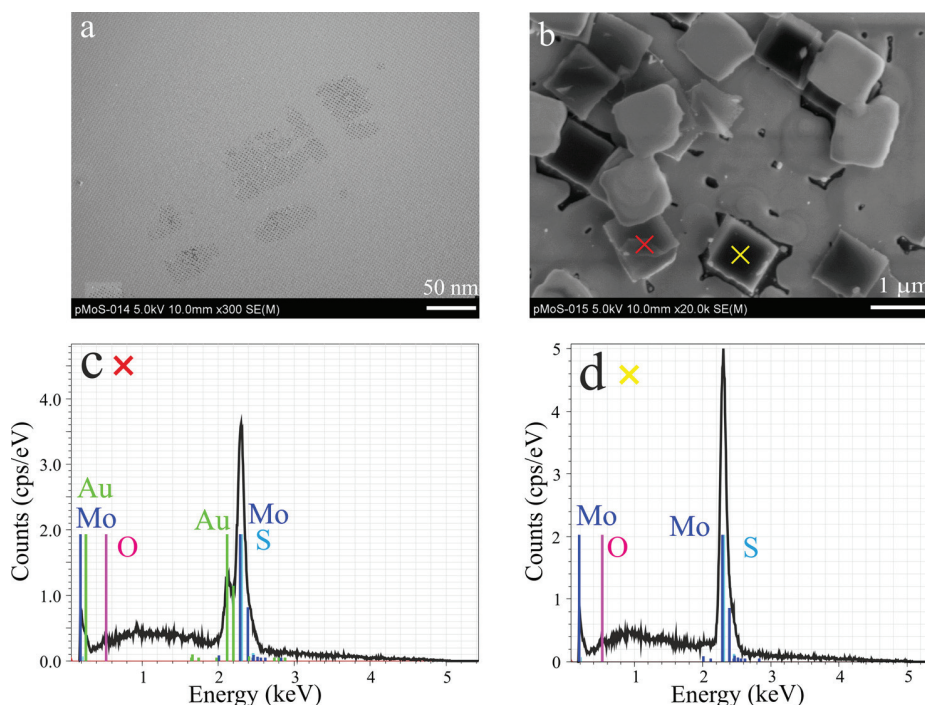 a
50 nm
pMoS-014 5.0kV 10.0mm x300 SE(M)
b
1 µm
pMoS-015 5.0kV 10.0mm x20.0k SE(M)
c
Counts (cps/eV)
4.0
3.0
2.0
1.0
0.0
Au
Mo
O
Au
Mo
S
1 2 3 4 5
Energy (keV)
d
Counts (cps/eV)
5
4
3
2
1
0
Mo
O
Mo
S
1 2 3 4 5
Energy (keV)